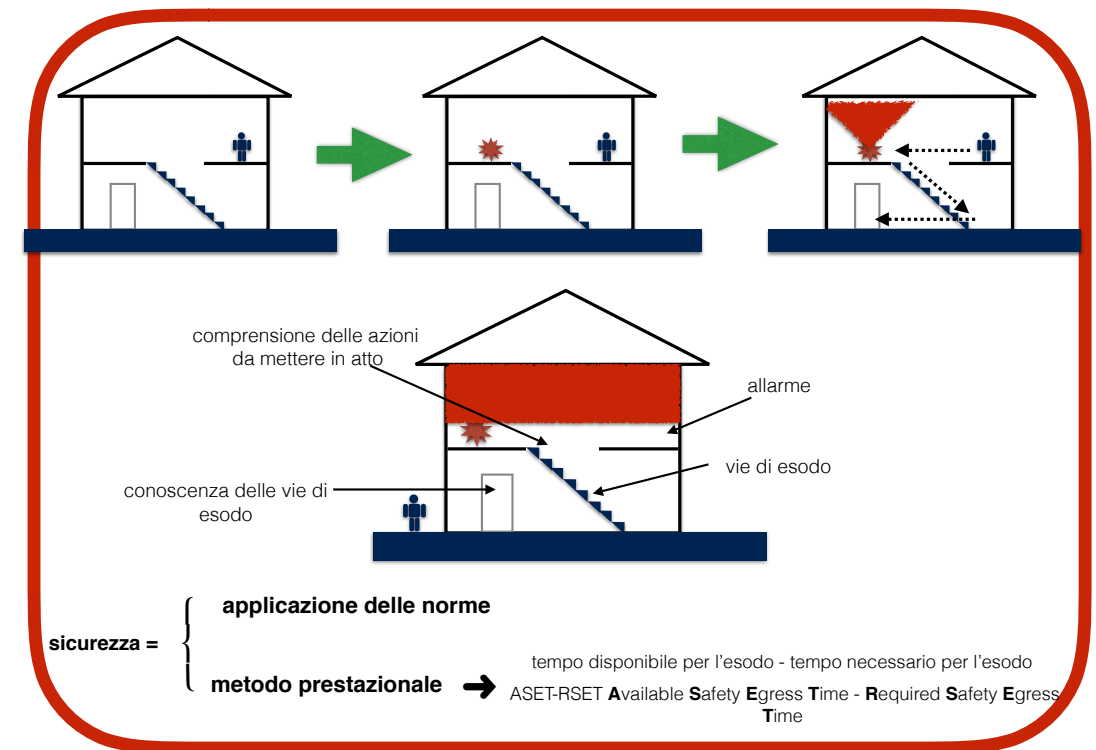 comprensione delle azioni
da mettere in atto
allarme
vie di esodo
conoscenza delle vie di
esodo
applicazione delle norme
sicurezza =
metodo prestazionale
tempo disponibile per l'esodo - tempo necessario per l'esodo
ASET-RSET Available Safety Egress Time - Required Safety Egress
Time